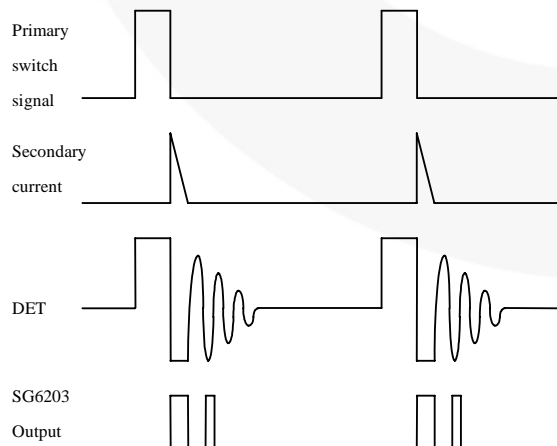 Primary
switch
signal
Secondary
current
DET
SG6203
Output